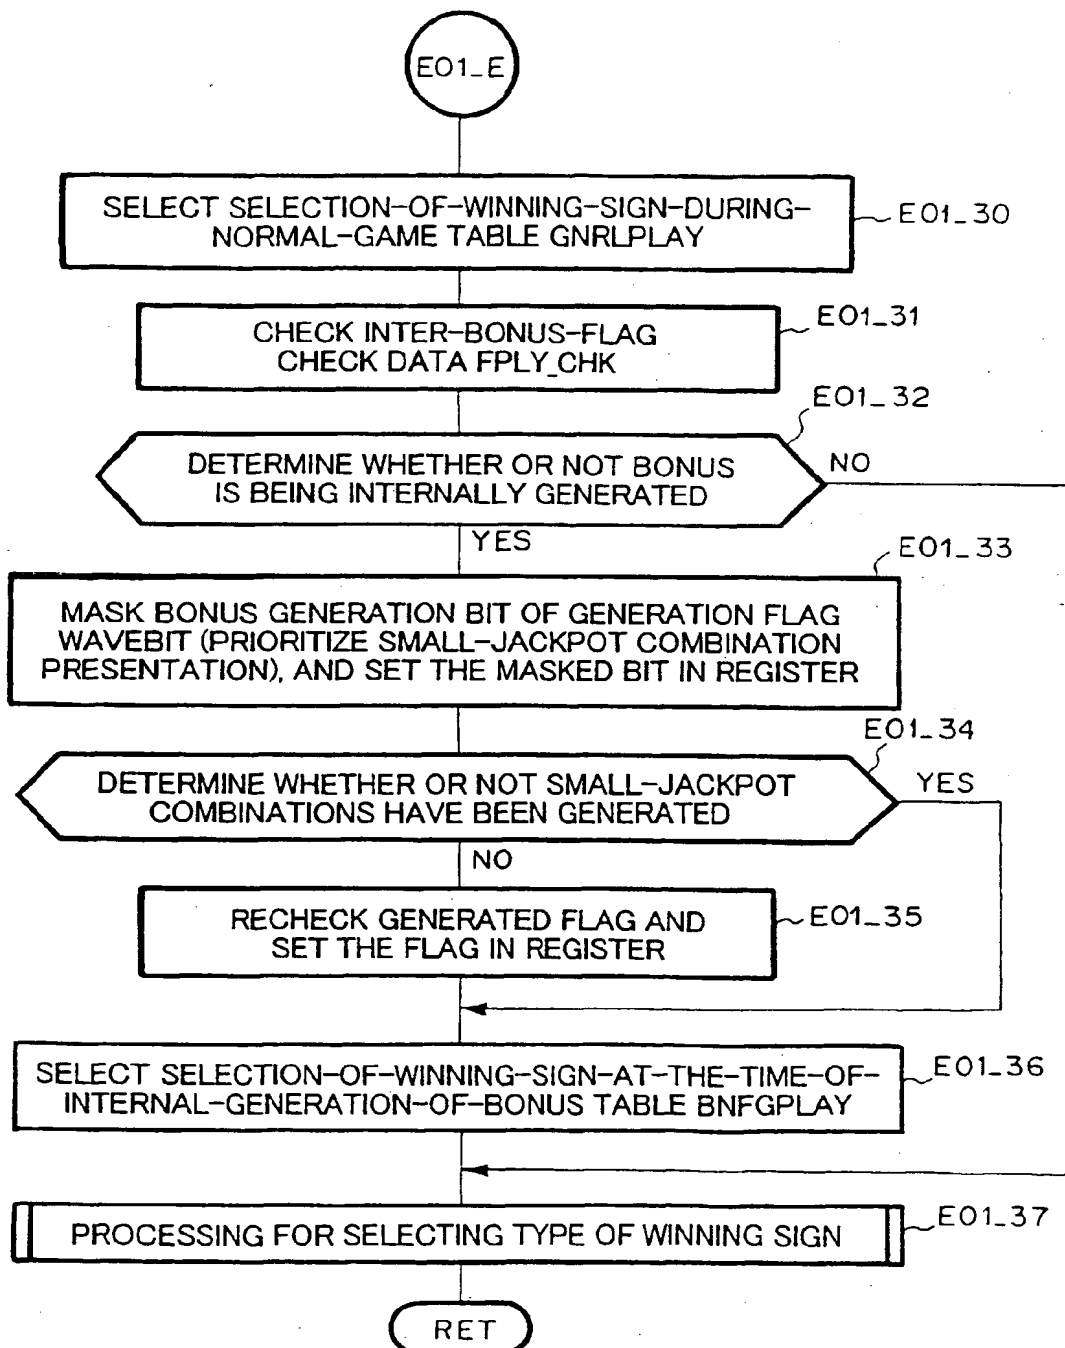 E01_E
SELECT SELECTION-OF-WINNING-SIGN-DURING-
NORMAL-GAME TABLE GNRLPLAY
E01_30
CHECK INTER-BONUS-FLAG
CHECK DATA FPLY_CHK
E01_31
DETERMINE WHETHER OR NOT BONUS
IS BEING INTERNALLY GENERATED
E01_32
NO
YES
E01_33
MASK BONUS GENERATION BIT OF GENERATION FLAG
WAVEBIT (PRIORITIZE SMALL-JACKPOT COMBINATION
PRESENTATION), AND SET THE MASKED BIT IN REGISTER
E01_34
DETERMINE WHETHER OR NOT SMALL-JACKPOT
COMBINATIONS HAVE BEEN GENERATED
YES
NO
RECHECK GENERATED FLAG AND
SET THE FLAG IN REGISTER
E01_35
SELECT SELECTION-OF-WINNING-SIGN-AT-THE-TIME-OF-
INTERNAL-GENERATION-OF-BONUS TABLE BNFGPLAY
E01_36
PROCESSING FOR SELECTING TYPE OF WINNING SIGN
E01_37
RET